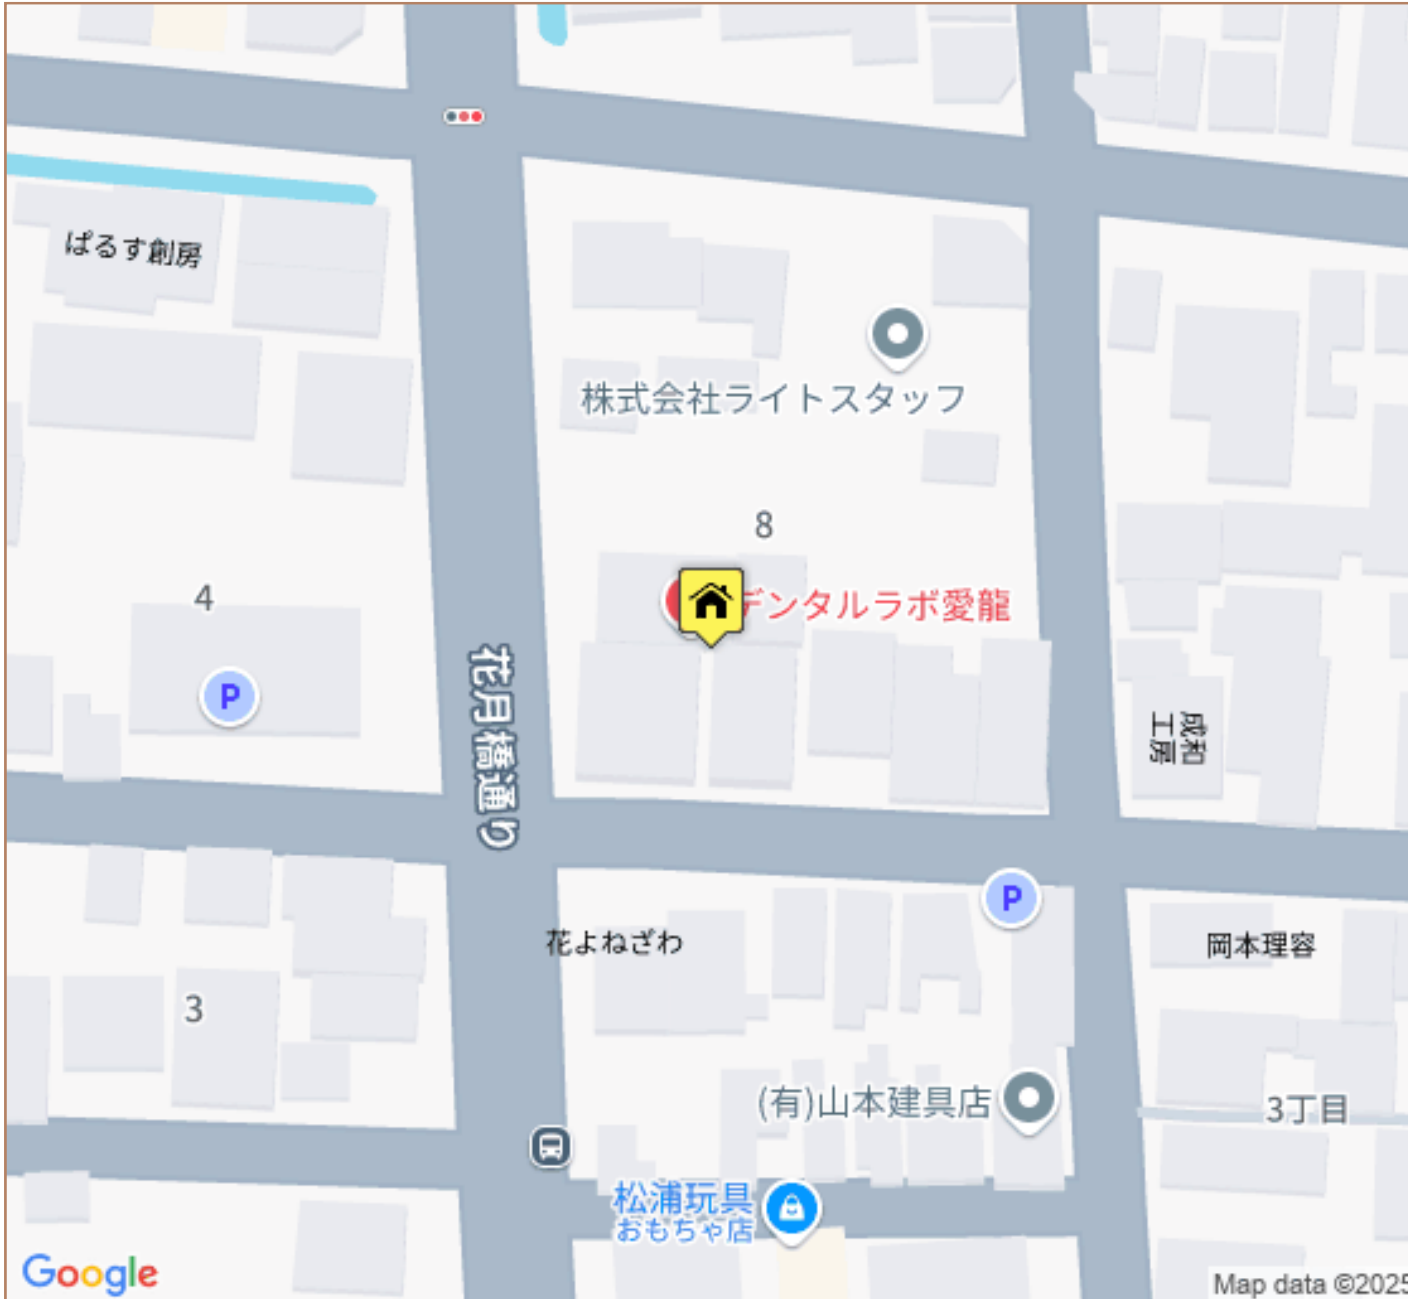 ぱるす創房
株式会社ライトスタッフ
8
4
デンタルラボ愛龍
P
花月橋通り
成和
工房
P
花よねざわ
岡本理容
3
(有)山本建具店
3丁目
松浦玩具
おもちゃ店
Google
Map data ©2025